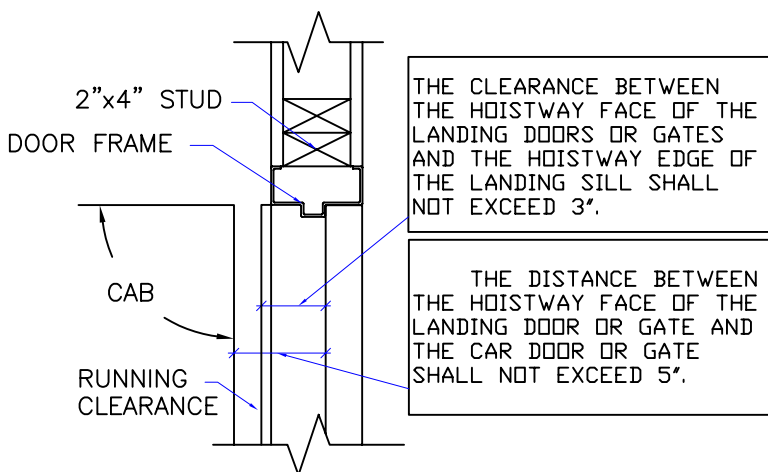 2"x4" STUD
DOOR FRAME
CAB
RUNNING
CLEARANCE
THE CLEARANCE BETWEEN
THE HOISTWAY FACE OF THE
LANDING DOORS OR GATES
AND THE HOISTWAY EDGE OF
THE LANDING SILL SHALL
NOT EXCEED 3".
THE DISTANCE BETWEEN
THE HOISTWAY FACE OF THE
LANDING DOOR OR GATE AND
THE CAR DOOR OR GATE
SHALL NOT EXCEED 5".